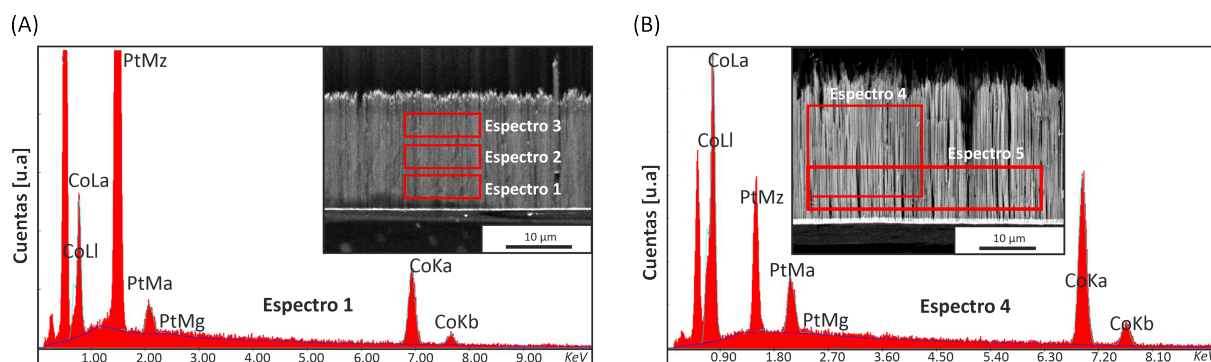 (A)
Cuentas [u.a]
PtMz
CoLa
CoLl
PtMa
PtMg
Espectro 1
CoKa
CoKb
Espectro 3
Espectro 2
Espectro 1
10 µm
1.00 2.00 3.00 4.00 5.00 6.00 7.00 8.00 9.00 KeV
(B)
Cuentas [u.a]
CoLa
CoLl
PtMz
PtMa
PtMg
Espectro 4
CoKa
CoKb
Espectro 4
Espectro 5
10 µm
0.90 1.80 2.70 3.60 4.50 5.40 6.30 7.20 8.10 KeV